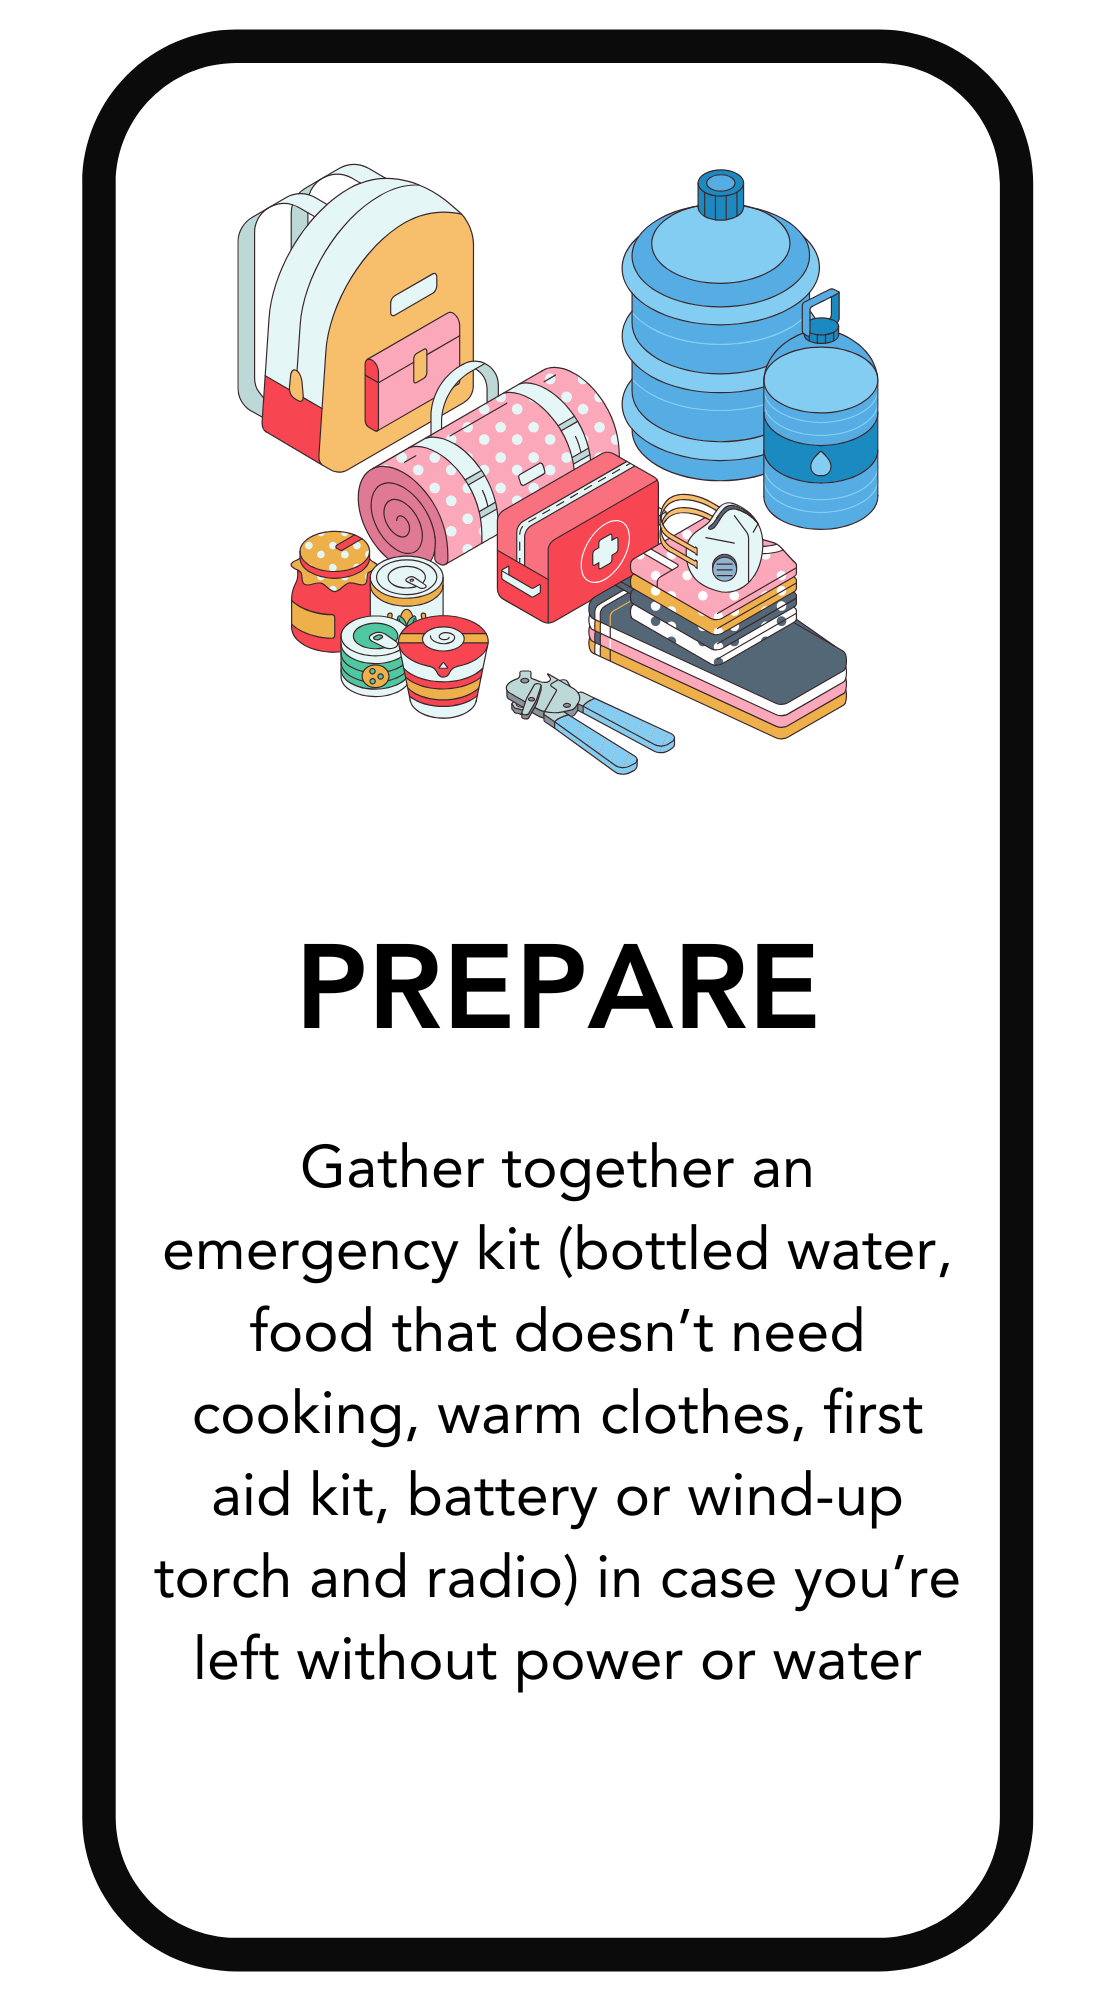 PREPARE
Gather together an
emergency kit (bottled water,
food that doesn’t need
cooking, warm clothes, first
aid kit, battery or wind-up
torch and radio) in case you’re
left without power or water